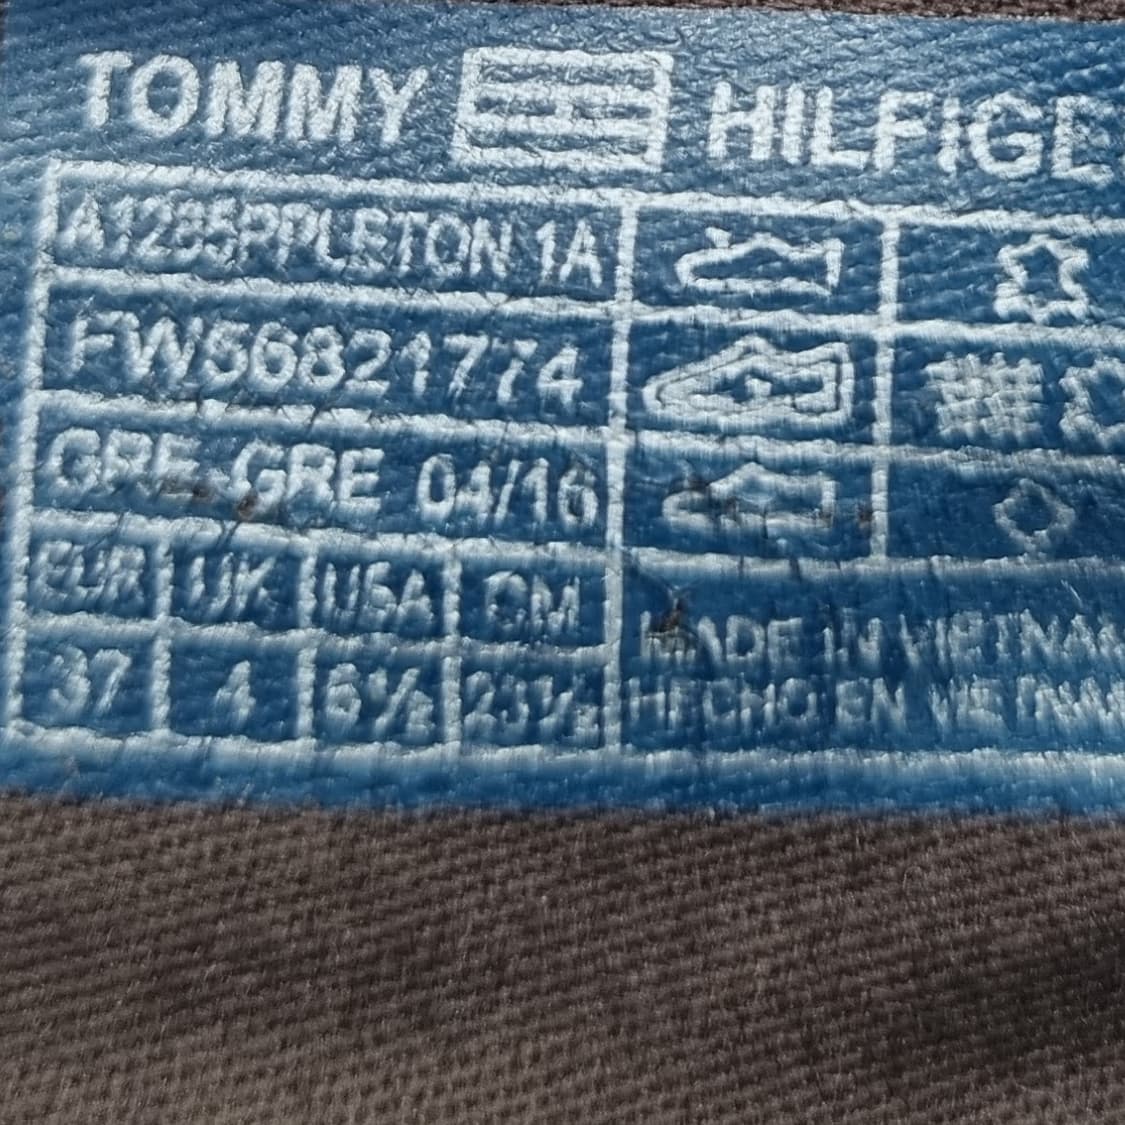 TOMMY HILFIGE
A1285PPLETON 1A
FW56821774
GRE-GRE 04/16
EUR UK USA CM
37 4 6½ 23½
MADE IN VIETNAM
HECHO EN VIETNAM